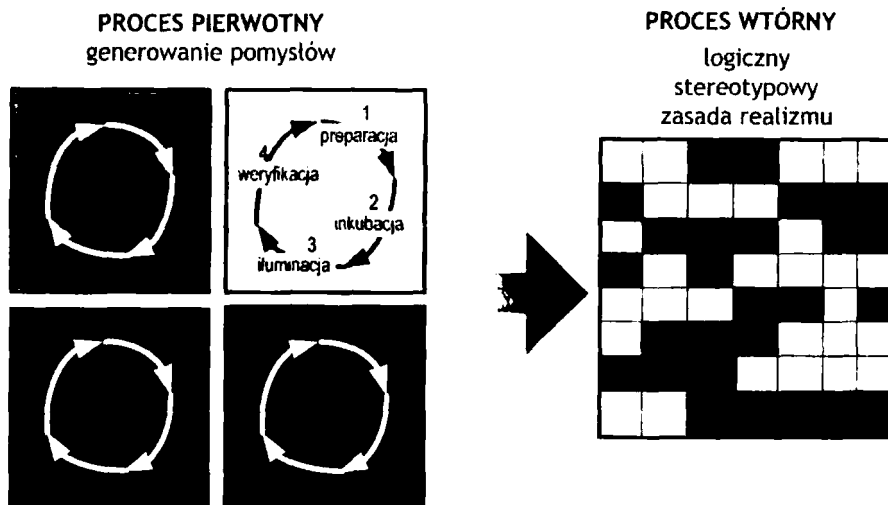 PROCES PIERWOTNY
generowanie pomysłów
1
preparacja
4
weryfikacja
2
inkubacja
3
iluminacja
PROCES WTÓRNY
logiczny
stereotypowy
zasada realizmu